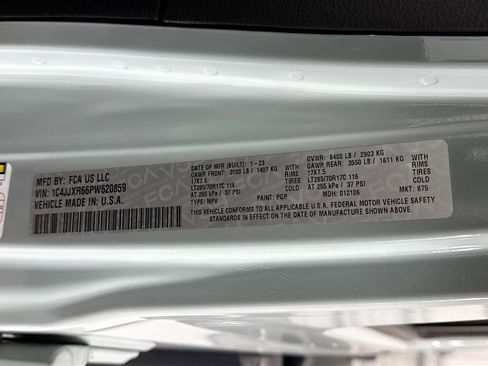 MFD BY: FCA US LLC
VIN: 1C4JJXR66PW520859
VEHICLE MADE IN: U.S.A.
DATE OF MFR (BUILT): 1-23
GAWR FRONT: 3100 LB / 1407 KG WITH
17X7.5 RIMS
LT285/70R17C 116 TIRES
AT 255 kPa / 37 PSI COLD
TYPE: MPV PAINT: PGP
GVWR: 6400 LB / 2903 KG
GAWR REAR: 3550 LB / 1611 KG WITH
17X7.5 RIMS
LT285/70R17C 116 TIRES
AT 255 kPa / 37 PSI COLD
MDH: 012106 MKT: 875
THIS VEHICLE CONFORMS TO ALL APPLICABLE U.S.A. FEDERAL MOTOR VEHICLE SAFETY
STANDARDS IN EFFECT ON THE DATE OF MANUFACTURE SHOWN ABOVE.